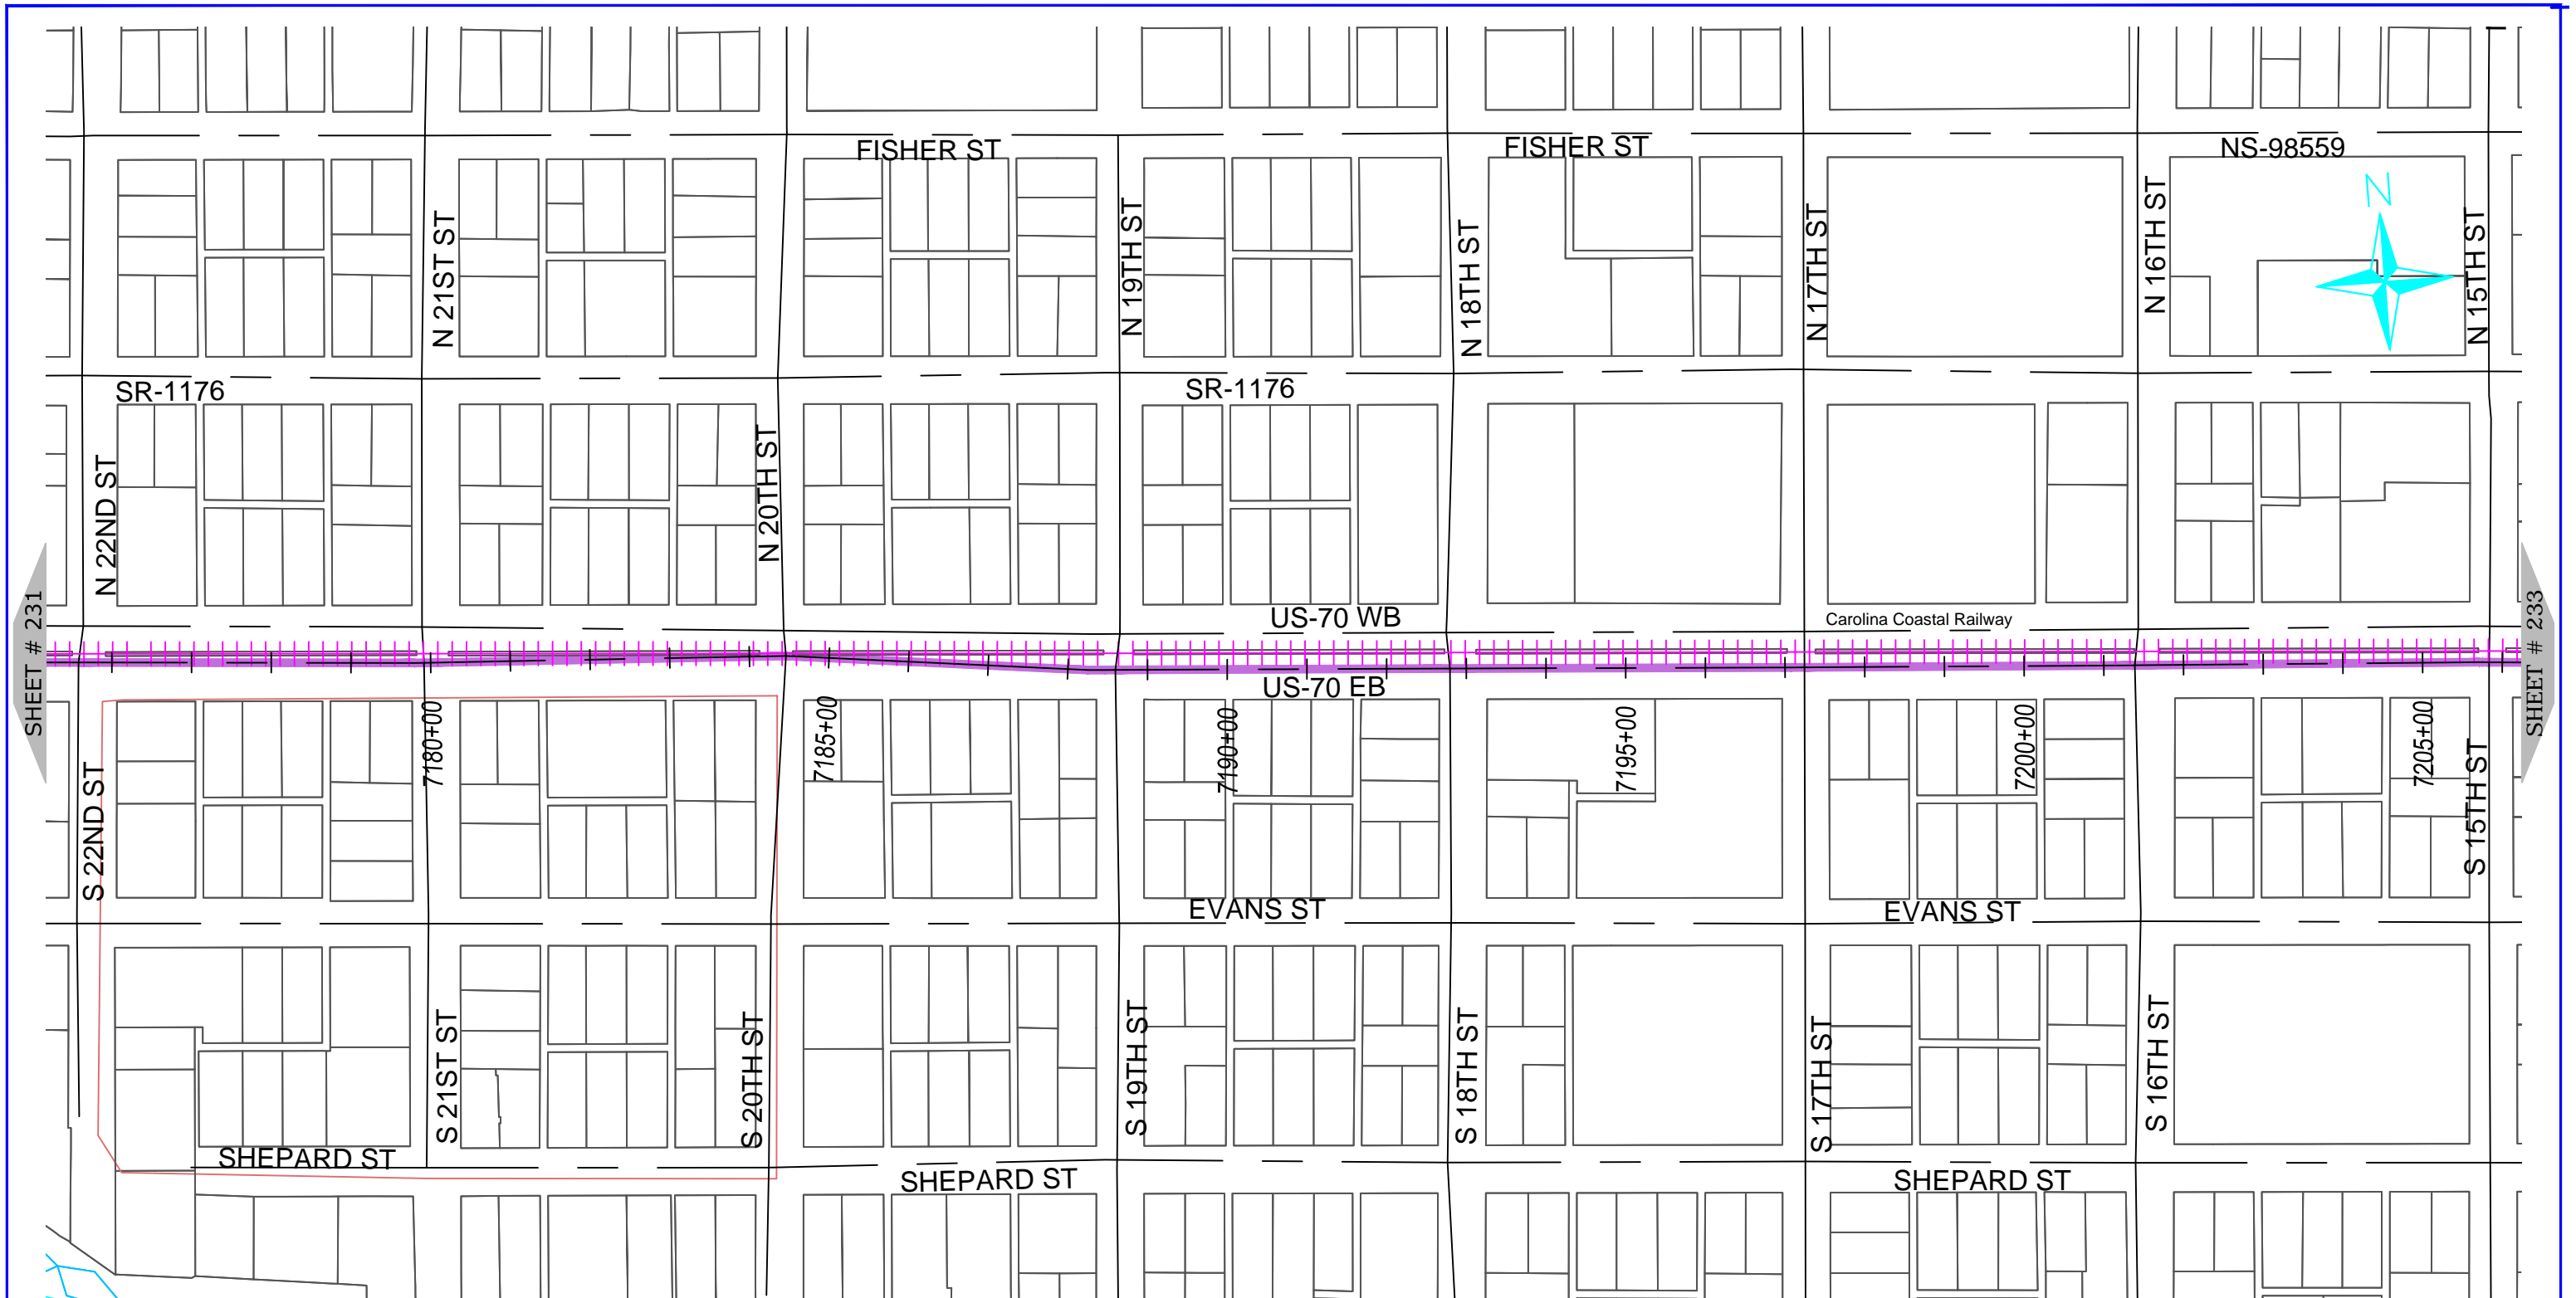 FISHER ST
FISHER ST
NS-98559
N
N 21ST ST
N 19TH ST
N 18TH ST
N 17TH ST
N 16TH ST
N 15TH ST
SR-1176
SR-1176
N 22ND ST
N 20TH ST
US-70 WB
Carolina Coastal Railway
SHEET # 231
SHEET # 233
US-70 EB
7180+00
7185+00
7190+00
7195+00
7200+00
7205+00
S 22ND ST
S 15TH ST
EVANS ST
EVANS ST
S 21ST ST
S 20TH ST
S 19TH ST
S 18TH ST
S 17TH ST
S 16TH ST
SHEPARD ST
SHEPARD ST
SHEPARD ST